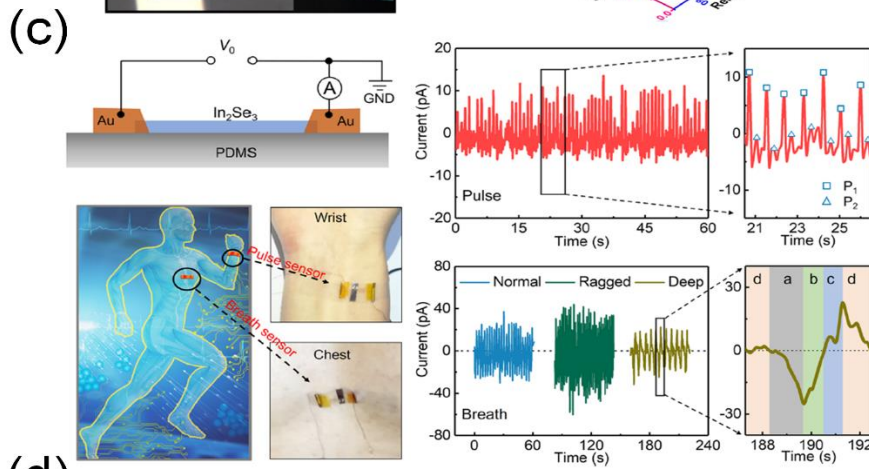 (c)
V₀
A
GND
Au
In₂Se₃
Au
PDMS
0.0
20
10
0
-10
-20
Current (pA)
Pulse
0
15
30
45
60
Time (s)
10
0
-10
P₁
P₂
21
23
25
Time (s)
Wrist
Pulse sensor
Breath sensor
Chest
80
40
0
-40
-80
Current (pA)
Normal
Ragged
Deep
Breath
0
60
120
180
240
Time (s)
d
a
b
c
d
30
0
-30
188
190
192
Time (s)